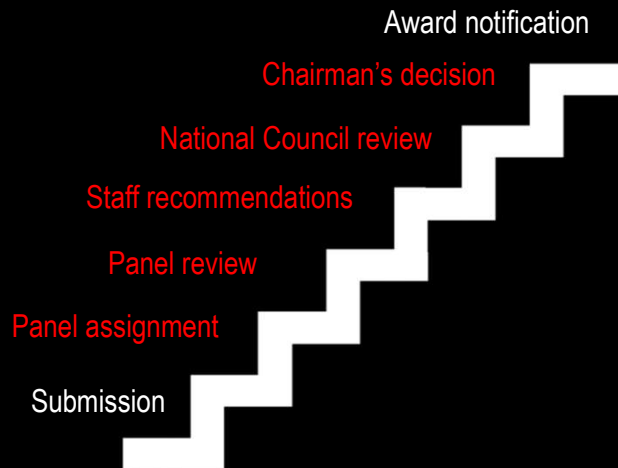 Award notification
Chairman’s decision
National Council review
Staff recommendations
Panel review
Panel assignment
Submission